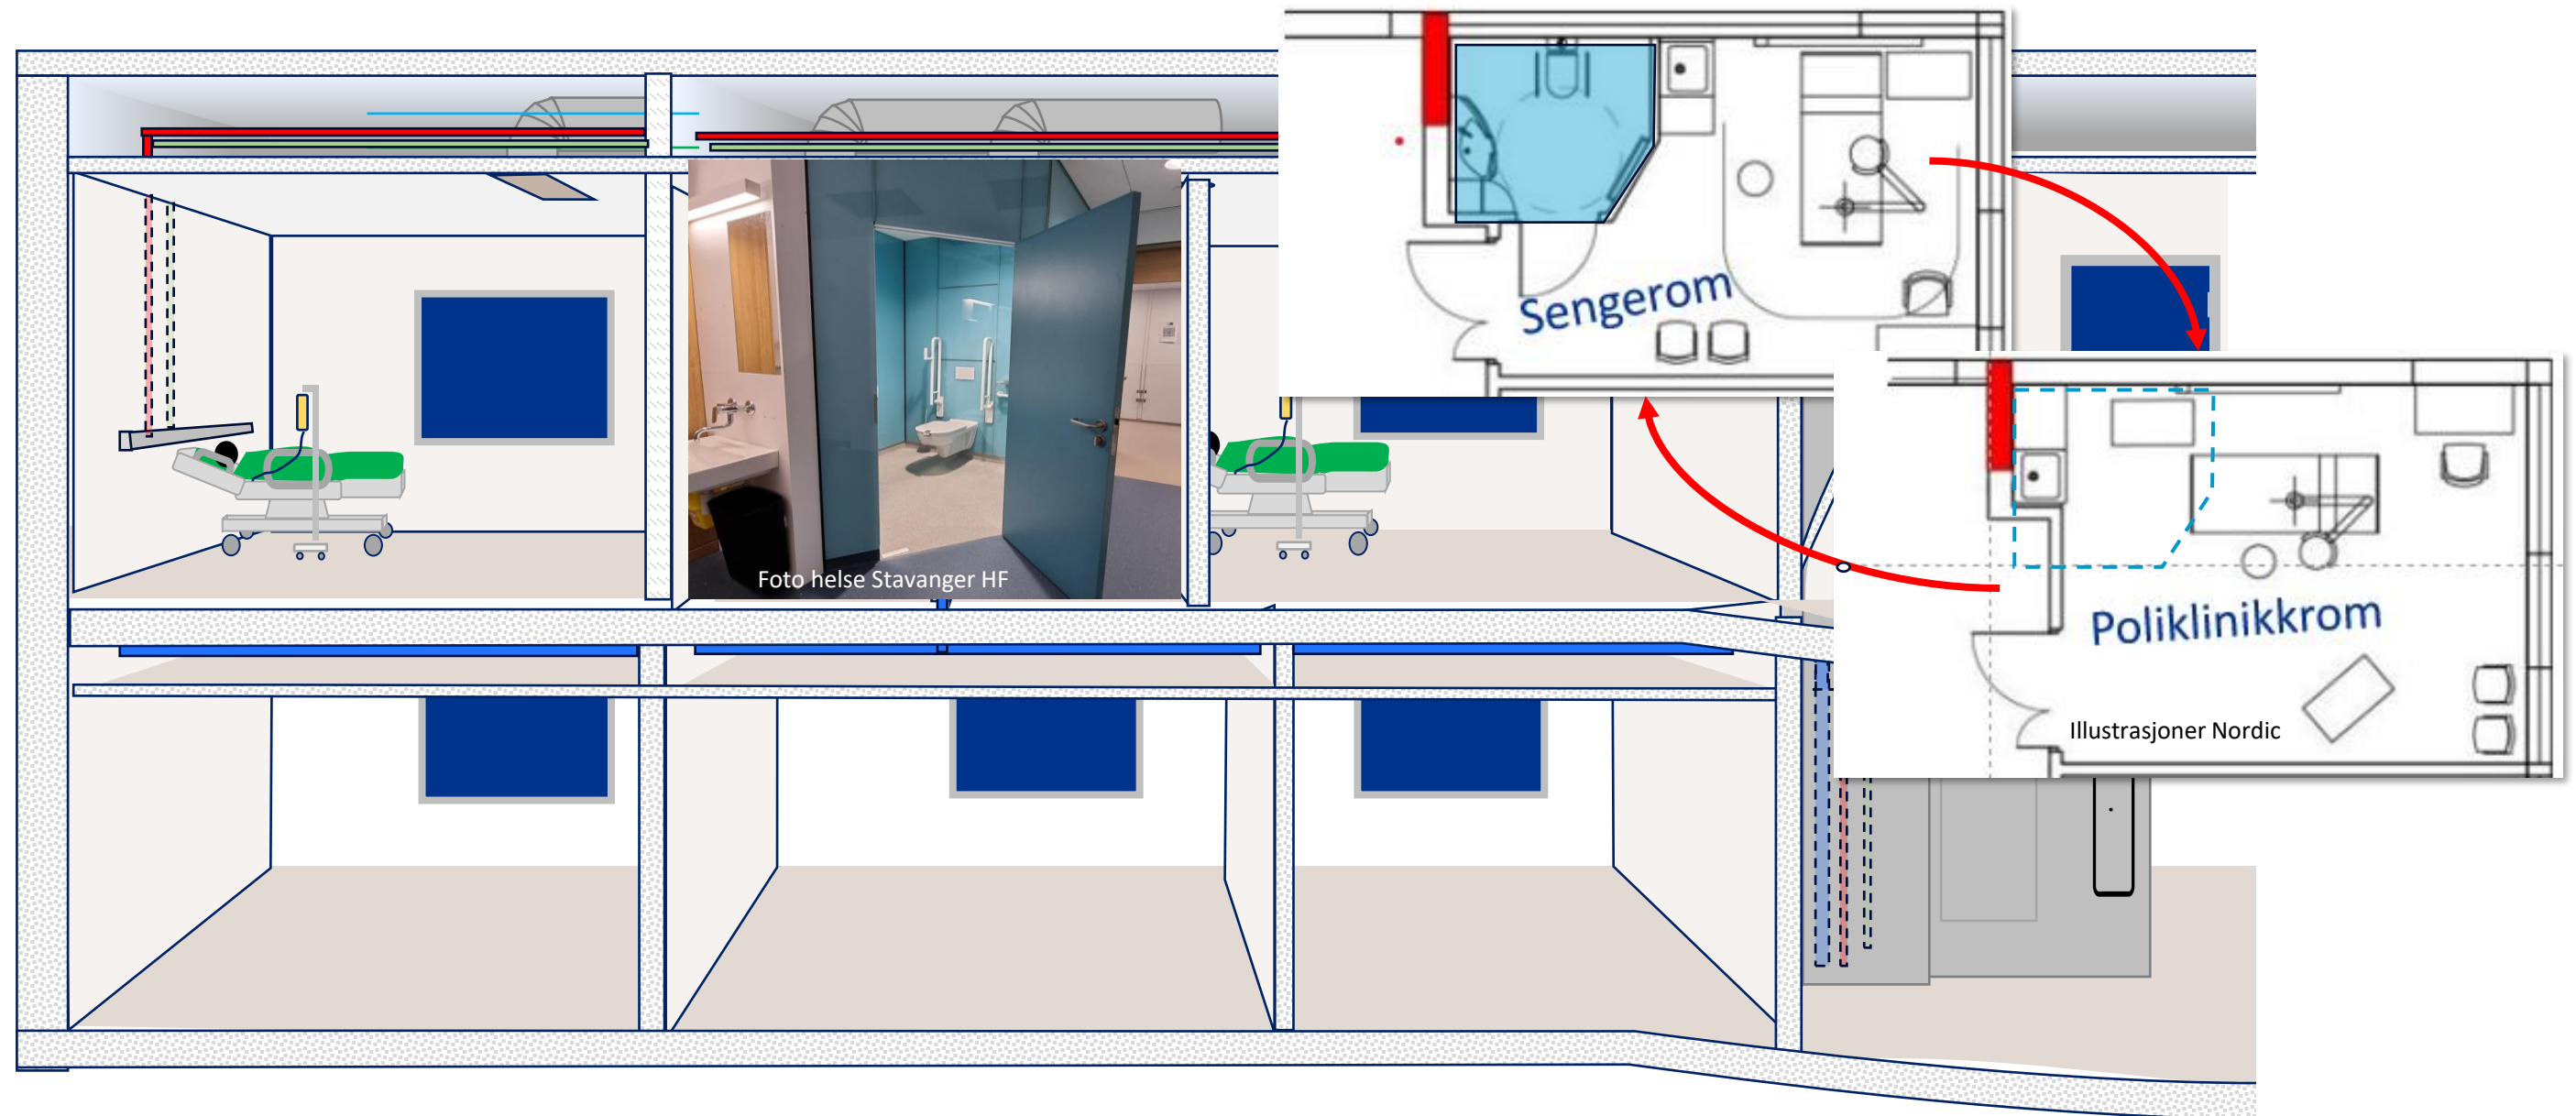 Sengerom
Foto helse Stavanger HF
Poliklinikkrom
Illustrasjoner Nordic